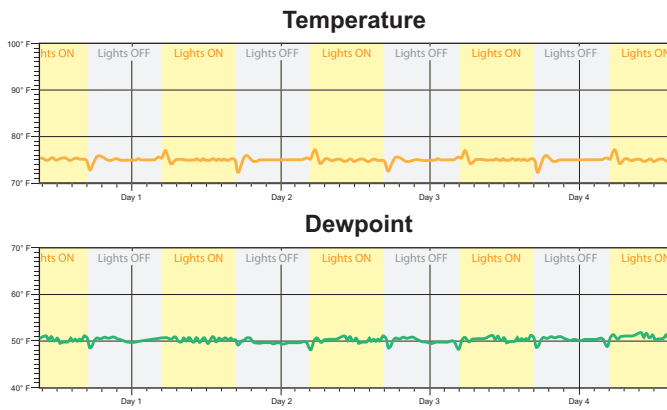 Temperature
hts ON Lights OFF Lights ON Lights OFF Lights ON Lights OFF Lights ON Lights OFF Lights ON
100° F
90° F
80° F
70° F
Day 1 Day 2 Day 3 Day 4
Dewpoint
hts ON Lights OFF Lights ON Lights OFF Lights ON Lights OFF Lights ON Lights OFF Lights ON
70° F
60° F
50° F
40° F
Day 1 Day 2 Day 3 Day 4